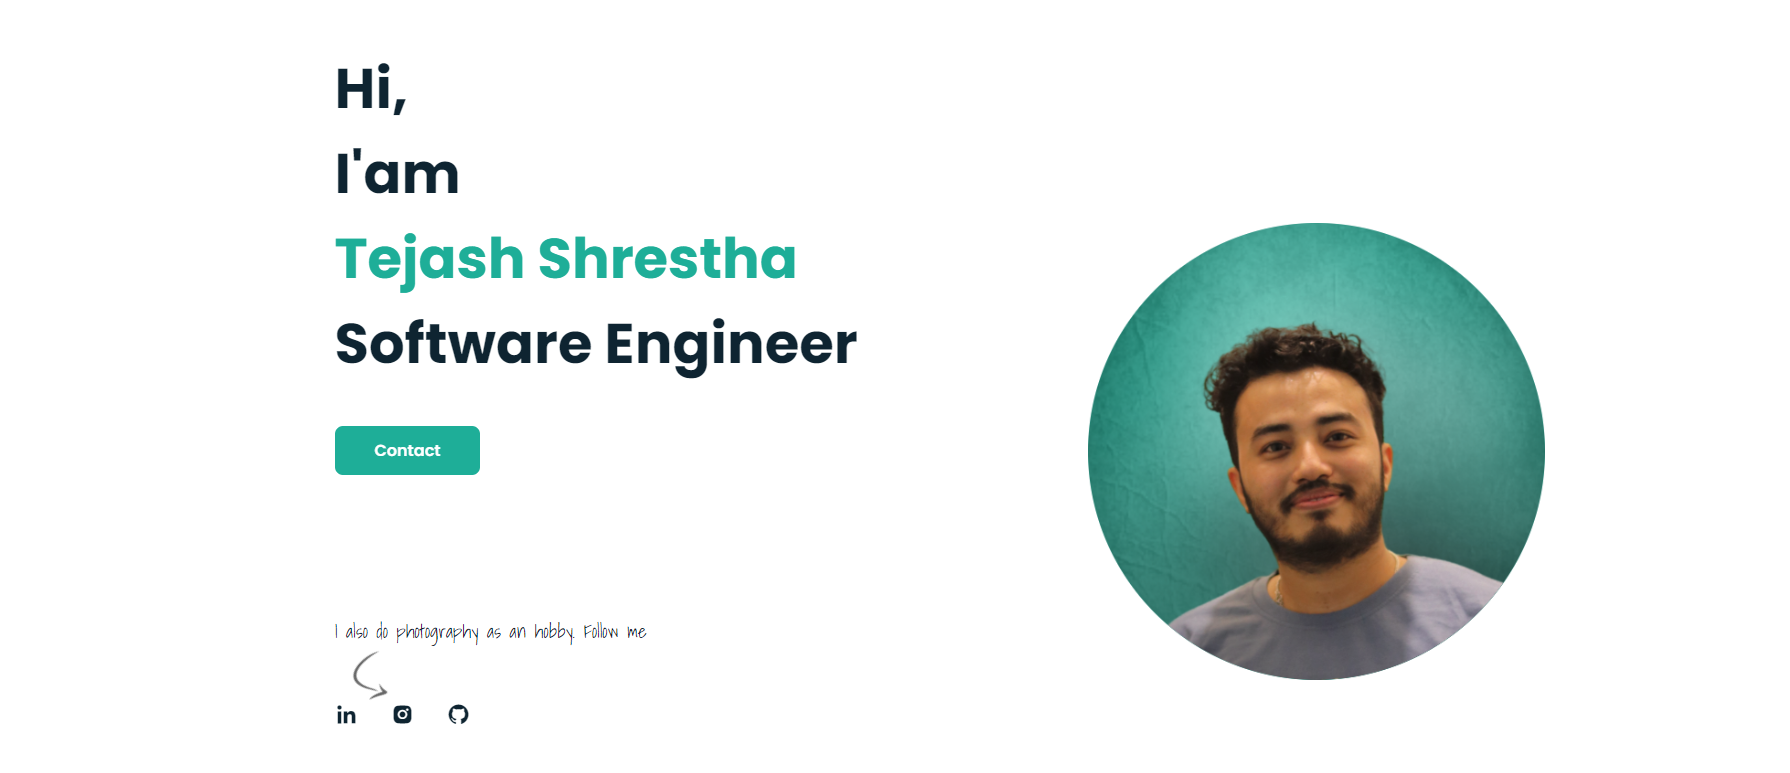 Hi,
I'am
Tejash Shrestha
Software Engineer
Contact
I also do photography as an hobby. Follow me
in